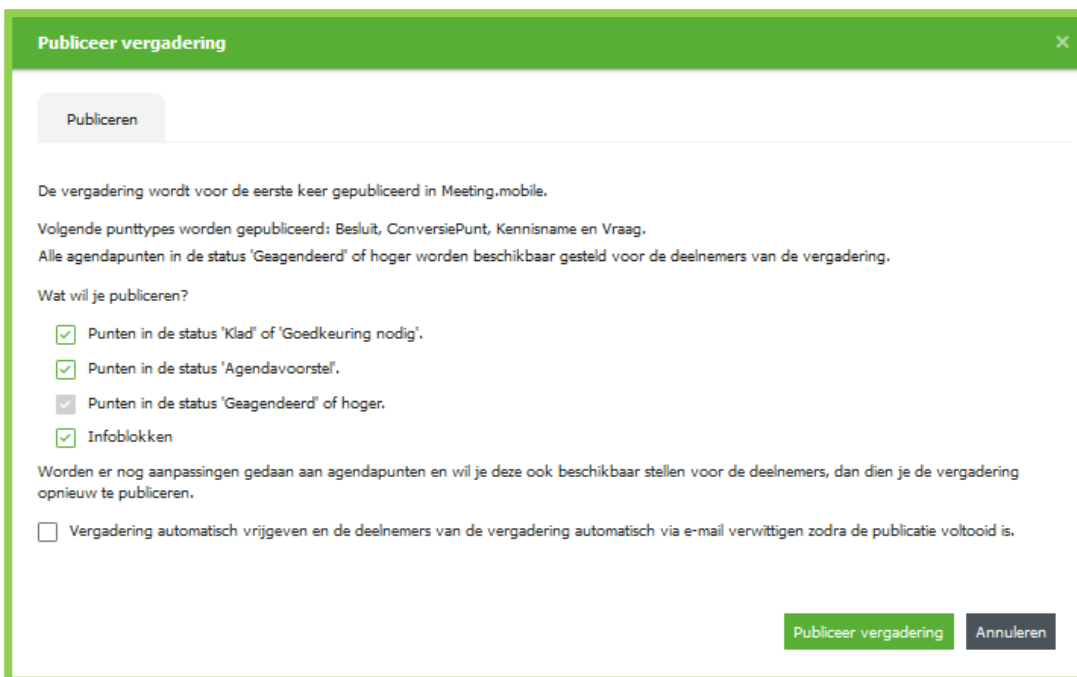 Publiceer vergadering
Publiceren
De vergadering wordt voor de eerste keer gepubliceerd in Meeting.mobile.
Volgende punttypes worden gepubliceerd: Besluit, ConversiePunt, Kennisname en Vraag.
Alle agendapunten in de status 'Geagendeerd' of hoger worden beschikbaar gesteld voor de deelnemers van de vergadering.
Wat wil je publiceren?
Punten in de status 'Klad' of 'Goedkeuring nodig'.
Punten in de status 'Agendavoorstel'.
Punten in de status 'Geagendeerd' of hoger.
Infoblokken
Worden er nog aanpassingen gedaan aan agendapunten en wil je deze ook beschikbaar stellen voor de deelnemers, dan dien je de vergadering
opnieuw te publiceren.
Vergadering automatisch vrijgeven en de deelnemers van de vergadering automatisch via e-mail verwittigen zodra de publicatie voltooid is.
Publiceer vergadering
Annuleren